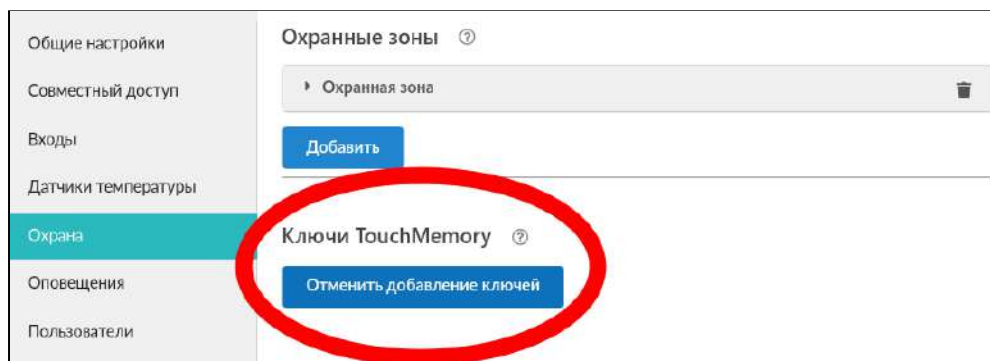 Общие настройки
Совместный доступ
Входы
Датчики температуры
Охрана
Оповещения
Пользователи
Охранные зоны ?
Охранная зона
Добавить
Ключи TouchMemory ?
Отменить добавление ключей